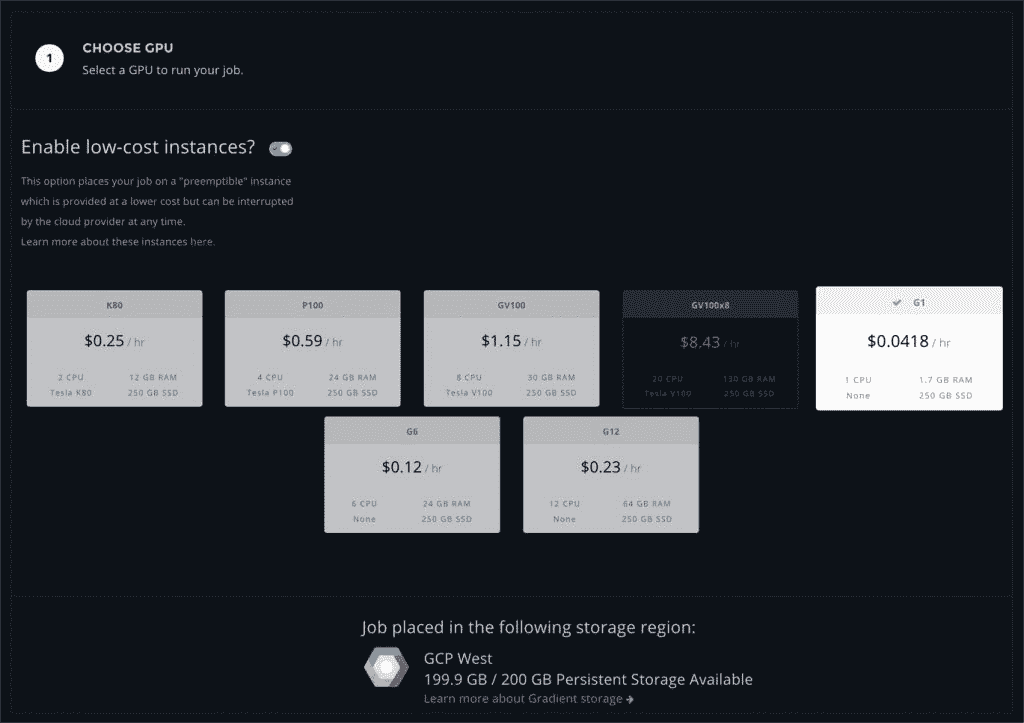 1
CHOOSE GPU
Select a GPU to run your job.
Enable low-cost instances?
This option places your job on a "preemptible" instance
which is provided at a lower cost but can be interrupted
by the cloud provider at any time.
Learn more about these instances here.
K80
$0.25 / hr
2 CPU 12 GB RAM
Tesla K80 250 GB SSD
P100
$0.59 / hr
4 CPU 24 GB RAM
Tesla P100 250 GB SSD
GV100
$1.15 / hr
8 CPU 30 GB RAM
Tesla V100 250 GB SSD
GV100x8
$8.43 / hr
20 CPU 130 GB RAM
Tesla V100 250 GB SSD
G1
$0.0418 / hr
1 CPU 1.7 GB RAM
None 250 GB SSD
G6
$0.12 / hr
6 CPU 24 GB RAM
None 250 GB SSD
G12
$0.23 / hr
12 CPU 64 GB RAM
None 250 GB SSD
Job placed in the following storage region:
GCP West
199.9 GB / 200 GB Persistent Storage Available
Learn more about Gradient storage →